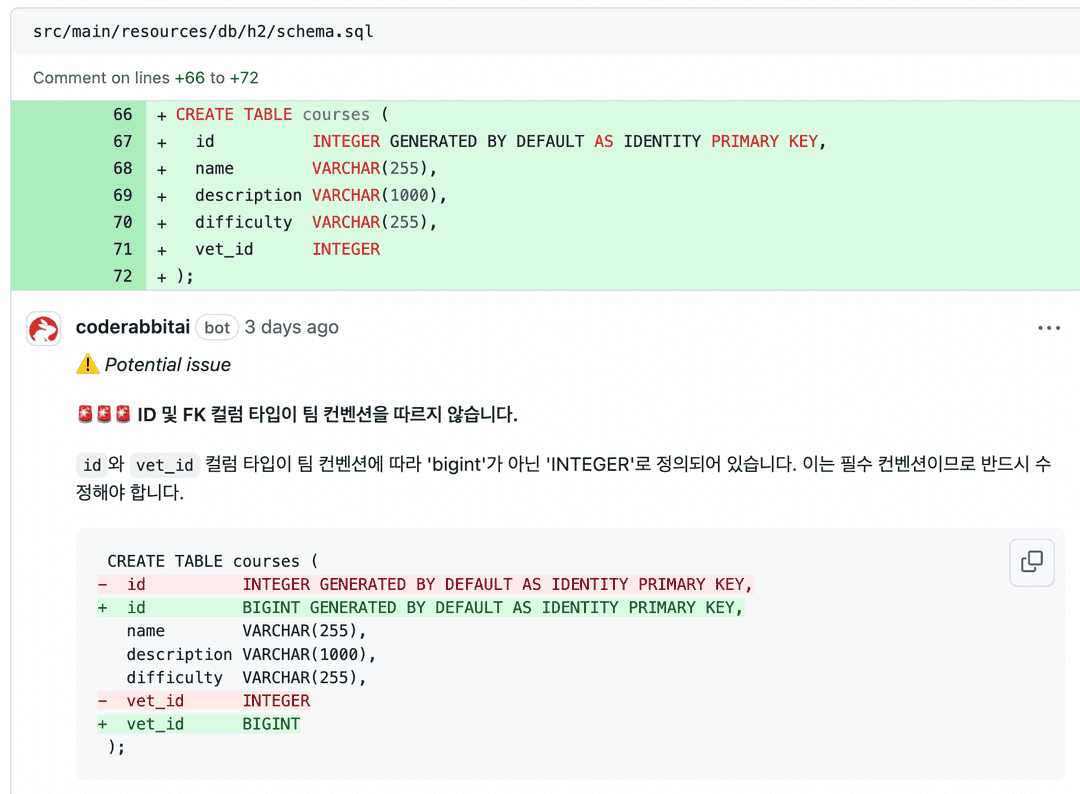 src/main/resources/db/h2/schema.sql
Comment on lines +66 to +72
66 + CREATE TABLE courses (
67 + id INTEGER GENERATED BY DEFAULT AS IDENTITY PRIMARY KEY,
68 + name VARCHAR(255),
69 + description VARCHAR(1000),
70 + difficulty VARCHAR(255),
71 + vet_id INTEGER
72 + );
coderabbitai bot 3 days ago
⚠️ Potential issue
🚨🚨🚨 ID 및 FK 컬럼 타입이 팀 컨벤션을 따르지 않습니다.
id와 vet_id 컬럼 타입이 팀 컨벤션에 따라 'bigint'가 아닌 'INTEGER'로 정의되어 있습니다. 이는 필수 컨벤션이므로 반드시 수
정해야 합니다.
CREATE TABLE courses (
- id INTEGER GENERATED BY DEFAULT AS IDENTITY PRIMARY KEY,
+ id BIGINT GENERATED BY DEFAULT AS IDENTITY PRIMARY KEY,
name VARCHAR(255),
description VARCHAR(1000),
difficulty VARCHAR(255),
- vet_id INTEGER
+ vet_id BIGINT
);